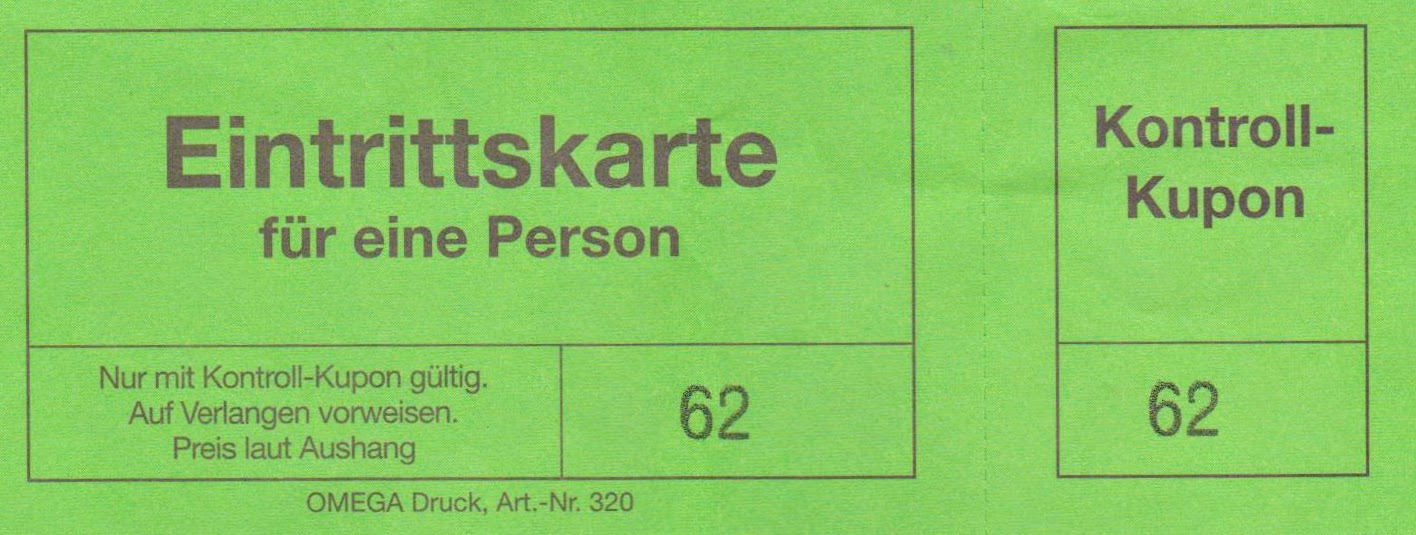 Eintrittskarte
für eine Person
Nur mit Kontroll-Kupon gültig.
Auf Verlangen vorweisen.
Preis laut Aushang
62
OMEGA Druck, Art.-Nr. 320
Kontroll-
Kupon
62